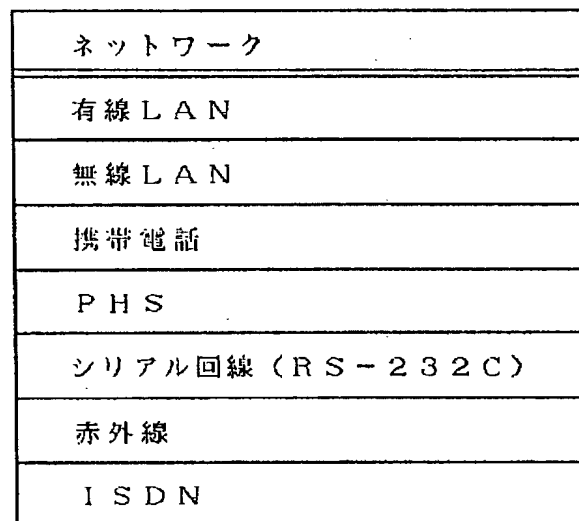 ネットワーク
有線LAN
無線LAN
携帯電話
PHS
シリアル回線（RS－232C）
赤外線
ISDN